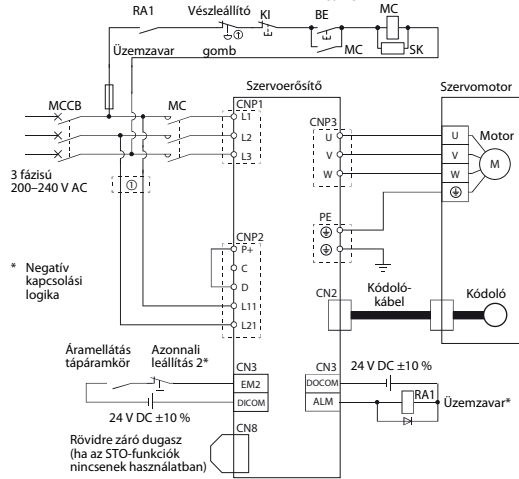 RA1
Vészleállító
KI
BE
MC
①
Üzemzavar
gomb
MC
SK
Szervoerősítő
Szervomotor
MCCB
MC
CNP1
L1
L2
L3
CNP3
U
V
W
U
V
W
Motor
M
3 fázisú
200–240 V AC
①
PE
CNP2
P+
C
D
L11
L21
* Negatív
kapcsolási
logika
CN2
Kódoló-
kábel
Kódoló
Áramellátás
tápáramkör
Azonnali
leállítás 2*
CN3
EM2
DICOM
24 V DC ±10 %
CN3
DOCOM
ALM
24 V DC ±10 %
RA1
Üzemzavar*
CN8
Rövidre záró dugasz
(ha az STO-funkciók
nincsenek használatban)